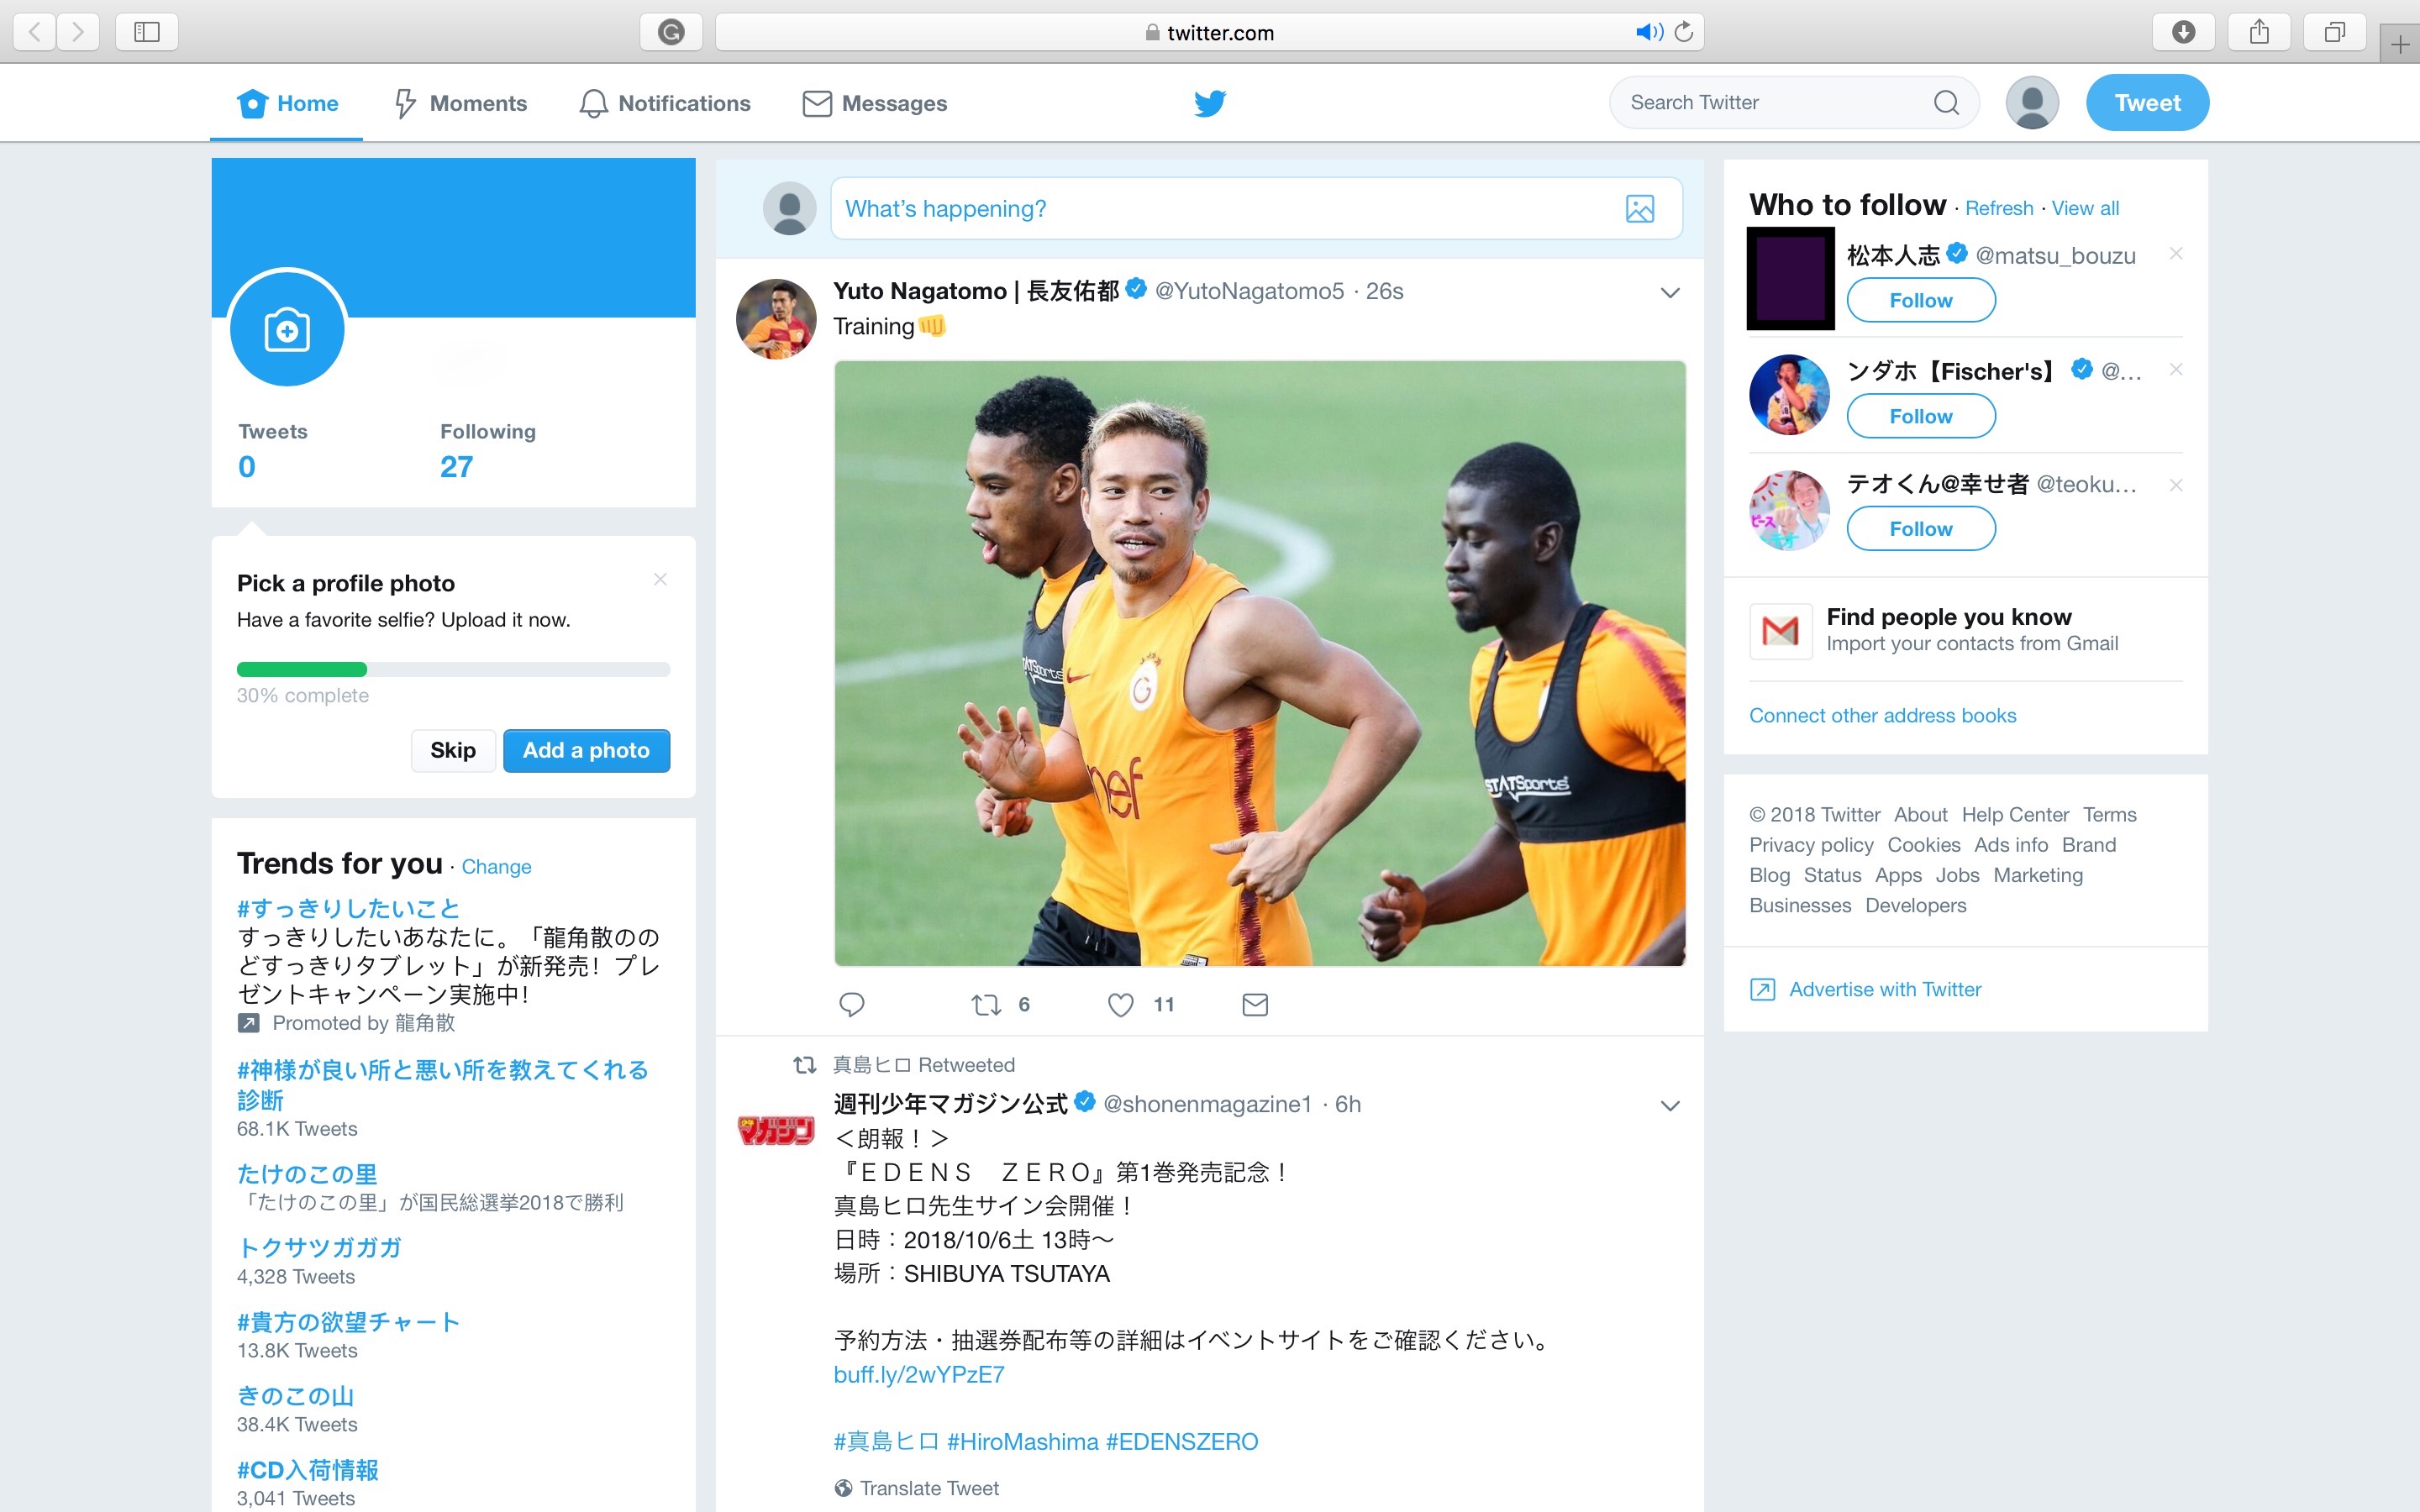 twitter.com
Home
Moments
Notifications
Messages
Search Twitter
Tweet
Tweets
0
Following
27
Pick a profile photo
Have a favorite selfie? Upload it now.
30% complete
Skip
Add a photo
Trends for you · Change
#すっきりしたいこと
すっきりしたいあなたに。「龍角散のの
どすっきりタブレット」が新発売！プレ
ゼントキャンペーン実施中！
Promoted by 龍角散
#神様が良い所と悪い所を教えてくれる
診断
68.1K Tweets
たけのこの里
「たけのこの里」が国民総選挙2018で勝利
トクサツガガガ
4,328 Tweets
#貴方の欲望チャート
13.8K Tweets
きのこの山
38.4K Tweets
#CD入荷情報
3,041 Tweets
What's happening?
Yuto Nagatomo | 長友佑都 @YutoNagatomo5 · 26s
Training
STATSports
nef
STATSports
6
11
真島ヒロ Retweeted
マガジン
週刊少年マガジン公式 @shonenmagazine1 · 6h
＜朗報！＞
『ＥＤＥＮＳ　ＺＥＲＯ』第1巻発売記念！
真島ヒロ先生サイン会開催！
日時：2018/10/6土 13時〜
場所：SHIBUYA TSUTAYA
予約方法・抽選券配布等の詳細はイベントサイトをご確認ください。
buff.ly/2wYPzE7
#真島ヒロ #HiroMashima #EDENSZERO
Translate Tweet
Who to follow · Refresh · View all
松本人志 @matsu_bouzu
Follow
ンダホ【Fischer's】 @...
Follow
ピース
テオくん@幸せ者 @teoku...
Follow
Find people you know
Import your contacts from Gmail
Connect other address books
© 2018 Twitter About Help Center Terms
Privacy policy Cookies Ads info Brand
Blog Status Apps Jobs Marketing
Businesses Developers
Advertise with Twitter